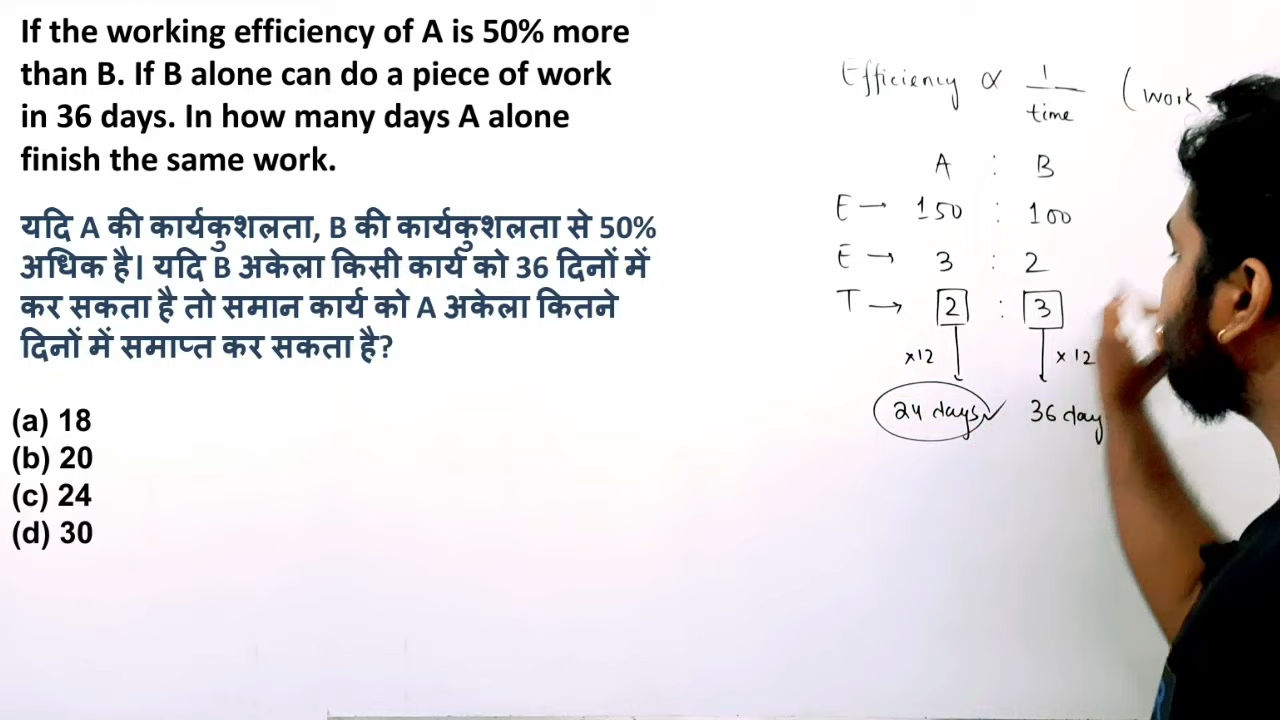 If the working efficiency of A is 50% more
than B. If B alone can do a piece of work
in 36 days. In how many days A alone
finish the same work.
यदि A की कार्यकुशलता, B की कार्यकुशलता से 50%
अधिक है। यदि B अकेला किसी कार्य को 36 दिनों में
कर सकता है तो समान कार्य को A अकेला कितने
दिनों में समाप्त कर सकता है?
(a) 18
(b) 20
(c) 24
(d) 30
Efficiency ∝ 1/time (work
A : B
E → 150 : 100
E → 3 : 2
T → 2 : 3
×12 ×12
24 days ✓ 36 day